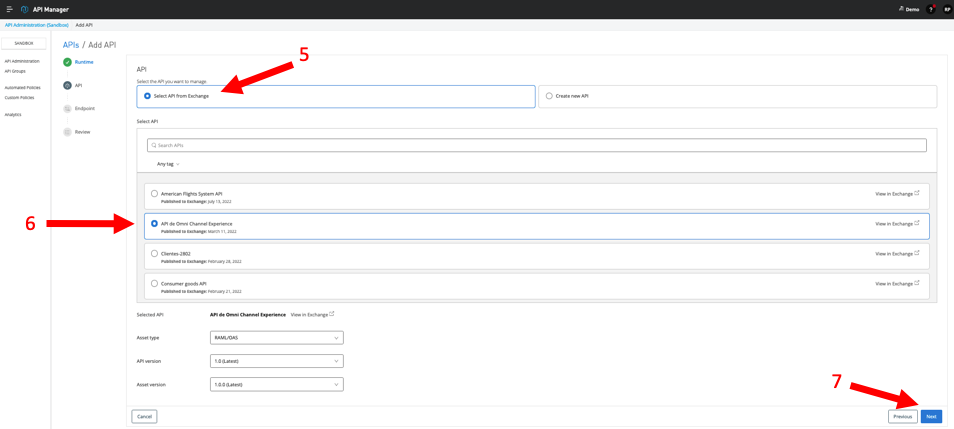 API Manager
Demo
?
RP
API Administration (Sandbox) Add API
SANDBOX
API Administration
API Groups
Automated Policies
Custom Policies
Analytics
APIs / Add API
Runtime
API
Endpoint
Review
5
API
Select the API you want to manage.
Select API from Exchange
Create new API
Select API
Search APIs
Any tag
American Flights System API
Published to Exchange: July 13, 2022
View in Exchange
6
API de Omni Channel Experience
Published to Exchange: March 11, 2022
View in Exchange
Clientes-2802
Published to Exchange: February 28, 2022
View in Exchange
Consumer goods API
Published to Exchange: February 21, 2022
View in Exchange
Selected API API de Omni Channel Experience View in Exchange
Asset type RAML/OAS
API version 1.0 (Latest)
Asset version 1.0.0 (Latest)
7
Cancel
Previous
Next